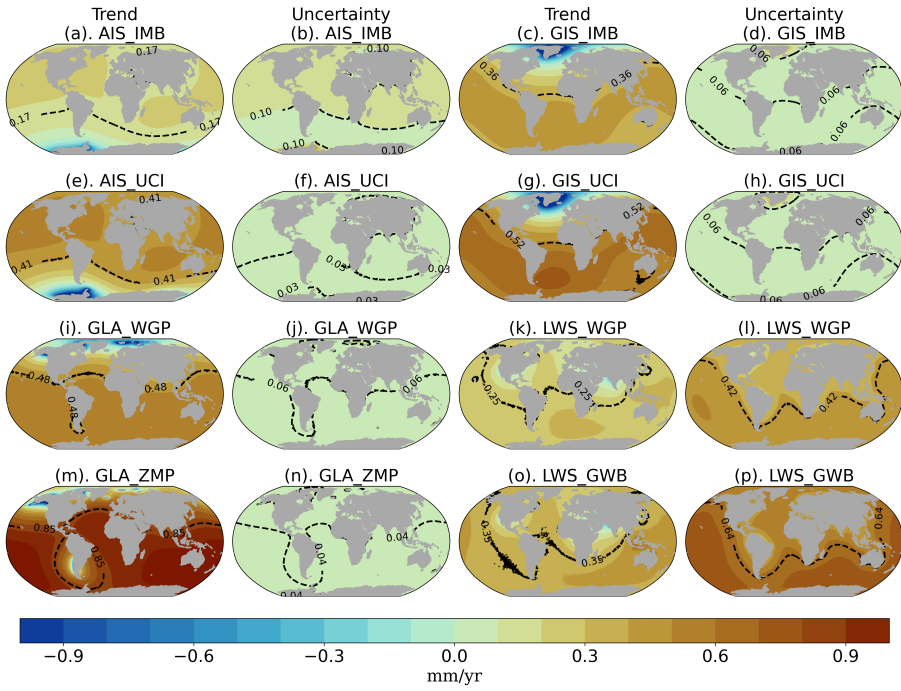 Trend Uncertainty Trend Uncertainty
(a). AIS_IMB (b). AIS_IMB (c). GIS_IMB (d). GIS_IMB
0.17 0.10 0.06
0.36 0.36
0.06 0.06
0.17 0.17 0.10 0.06
0.10 0.06
(e). AIS_UCI (f). AIS_UCI (g). GIS_UCI (h). GIS_UCI
0.41 0.52 0.06
0.52 0.06
0.41 0.41 0.03 0.03
0.03 0.06 0.06
(i). GLA_WGP (j). GLA_WGP (k). LWS_WGP (l). LWS_WGP
0.48 0.48 0.06 0.06 0.25 0.25 0.42 0.42
0.48
(m). GLA_ZMP (n). GLA_ZMP (o). LWS_GWB (p). LWS_GWB
0.85 0.85 0.04 0.35 0.64 0.64
0.85 0.04 0.35
0.04
−0.9 −0.6 −0.3 0.0 0.3 0.6 0.9
mm/yr